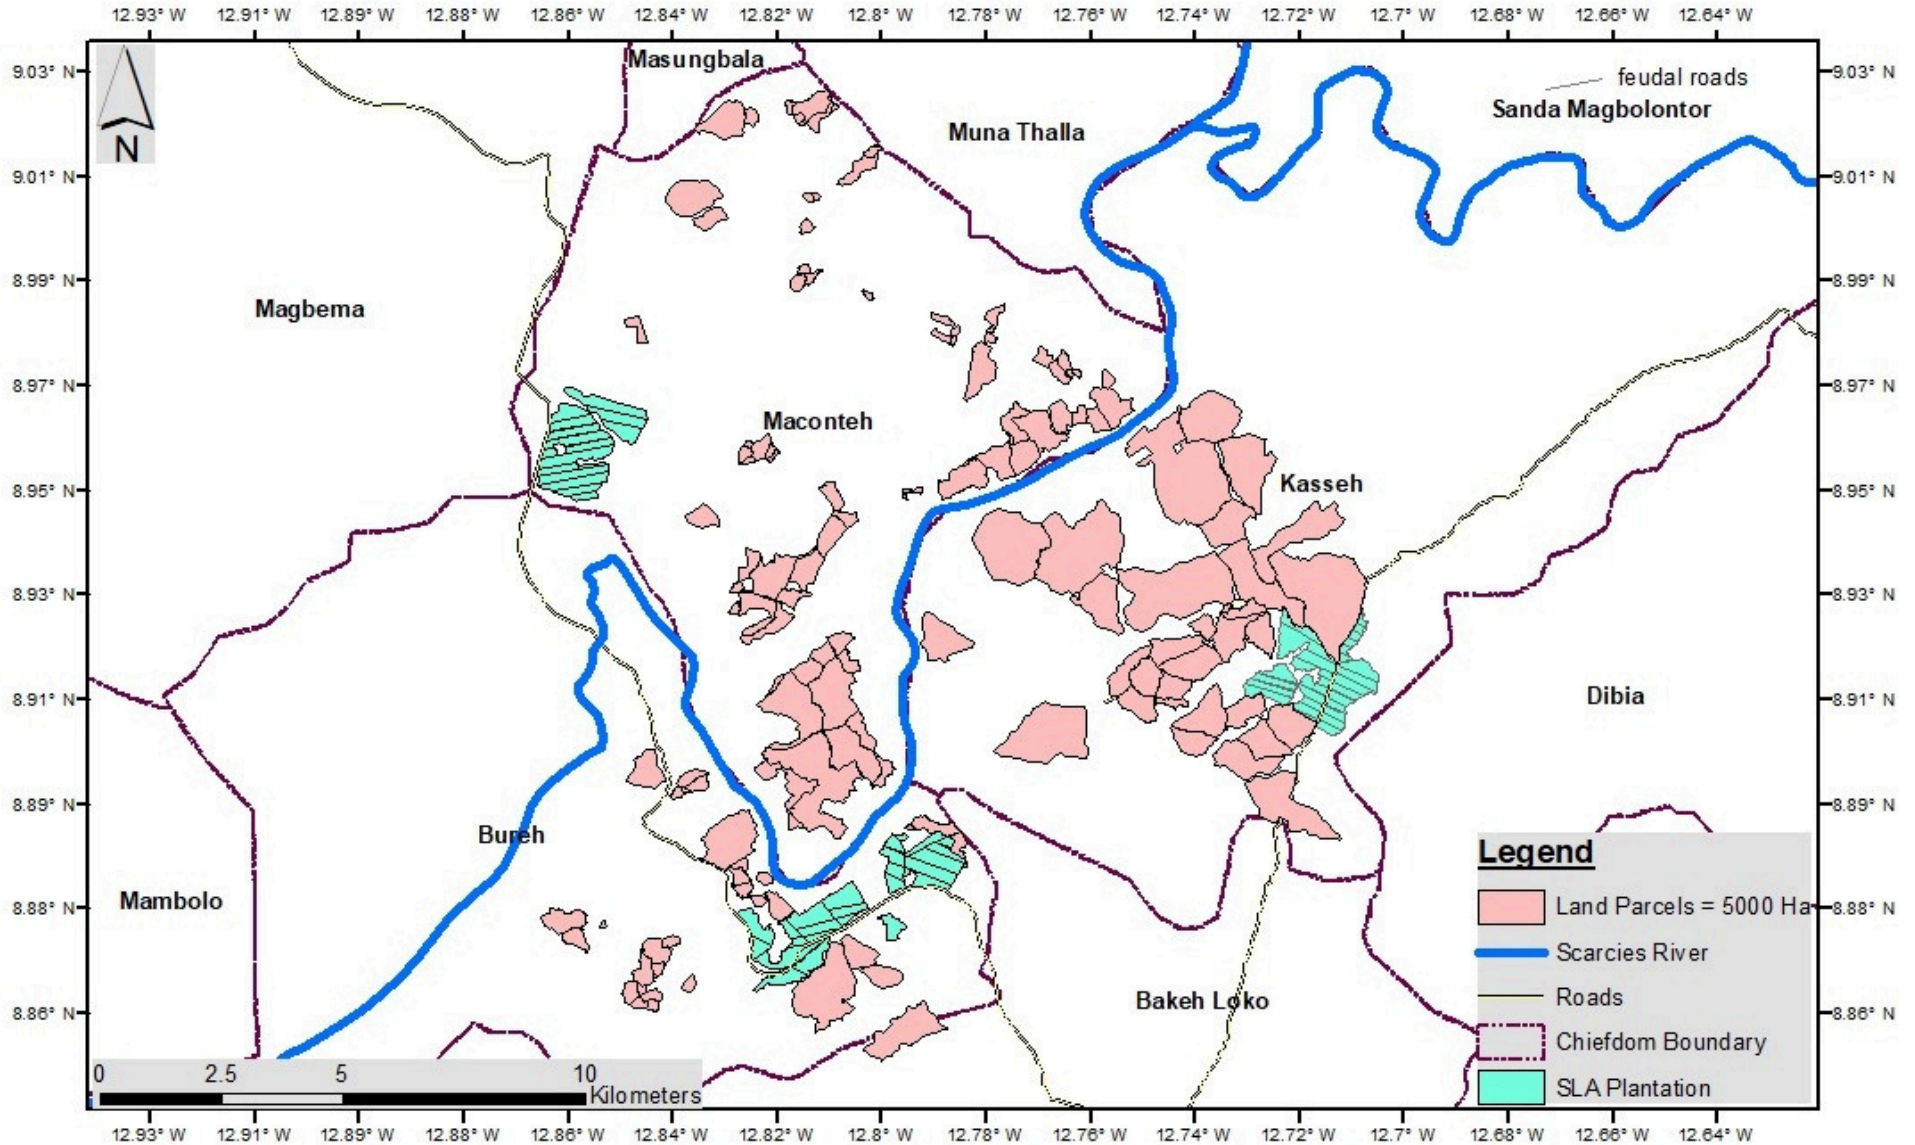 12.93° W 12.91° W 12.89° W 12.88° W 12.86° W 12.84° W 12.82° W 12.8° W 12.78° W 12.76° W 12.74° W 12.72° W 12.7° W 12.68° W 12.66° W 12.64° W
Masungbala
9.03° N 9.03° N
feudal roads
Sanda Magbolontor
Muna Thalla
N
9.01° N 9.01° N
8.99° N 8.99° N
Magbema
8.97° N 8.97° N
Maconteh
Kasseh
8.95° N 8.95° N
8.93° N 8.93° N
Dibia
8.91° N 8.91° N
8.89° N 8.89° N
Bureh
Legend
Mambolo
8.88° N 8.88° N
Land Parcels = 5000 Ha
Scarcies River
Bakeh Loko
Roads
8.86° N 8.86° N
Chiefdom Boundary
SLA Plantation
0 2.5 5 10
Kilometers
12.93° W 12.91° W 12.89° W 12.88° W 12.86° W 12.84° W 12.82° W 12.8° W 12.78° W 12.76° W 12.74° W 12.72° W 12.7° W 12.68° W 12.66° W 12.64° W